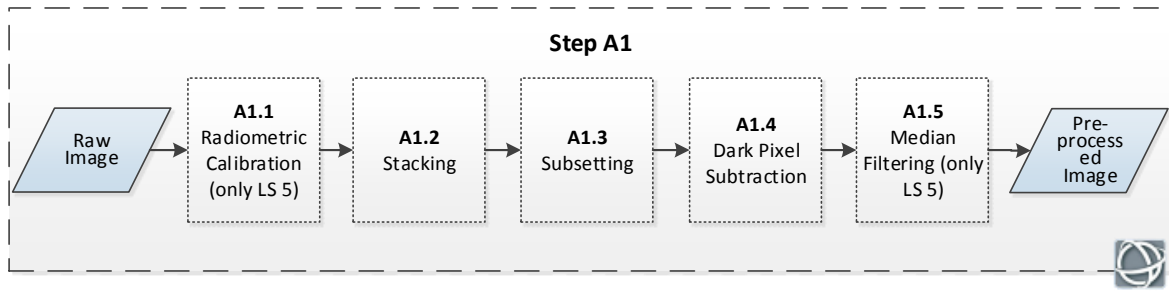 Step A1
Raw
Image
A1.1
Radiometric
Calibration
(only LS 5)
A1.2
Stacking
A1.3
Subsetting
A1.4
Dark Pixel
Subtraction
A1.5
Median
Filtering (only
LS 5)
Pre-
process
ed
Image